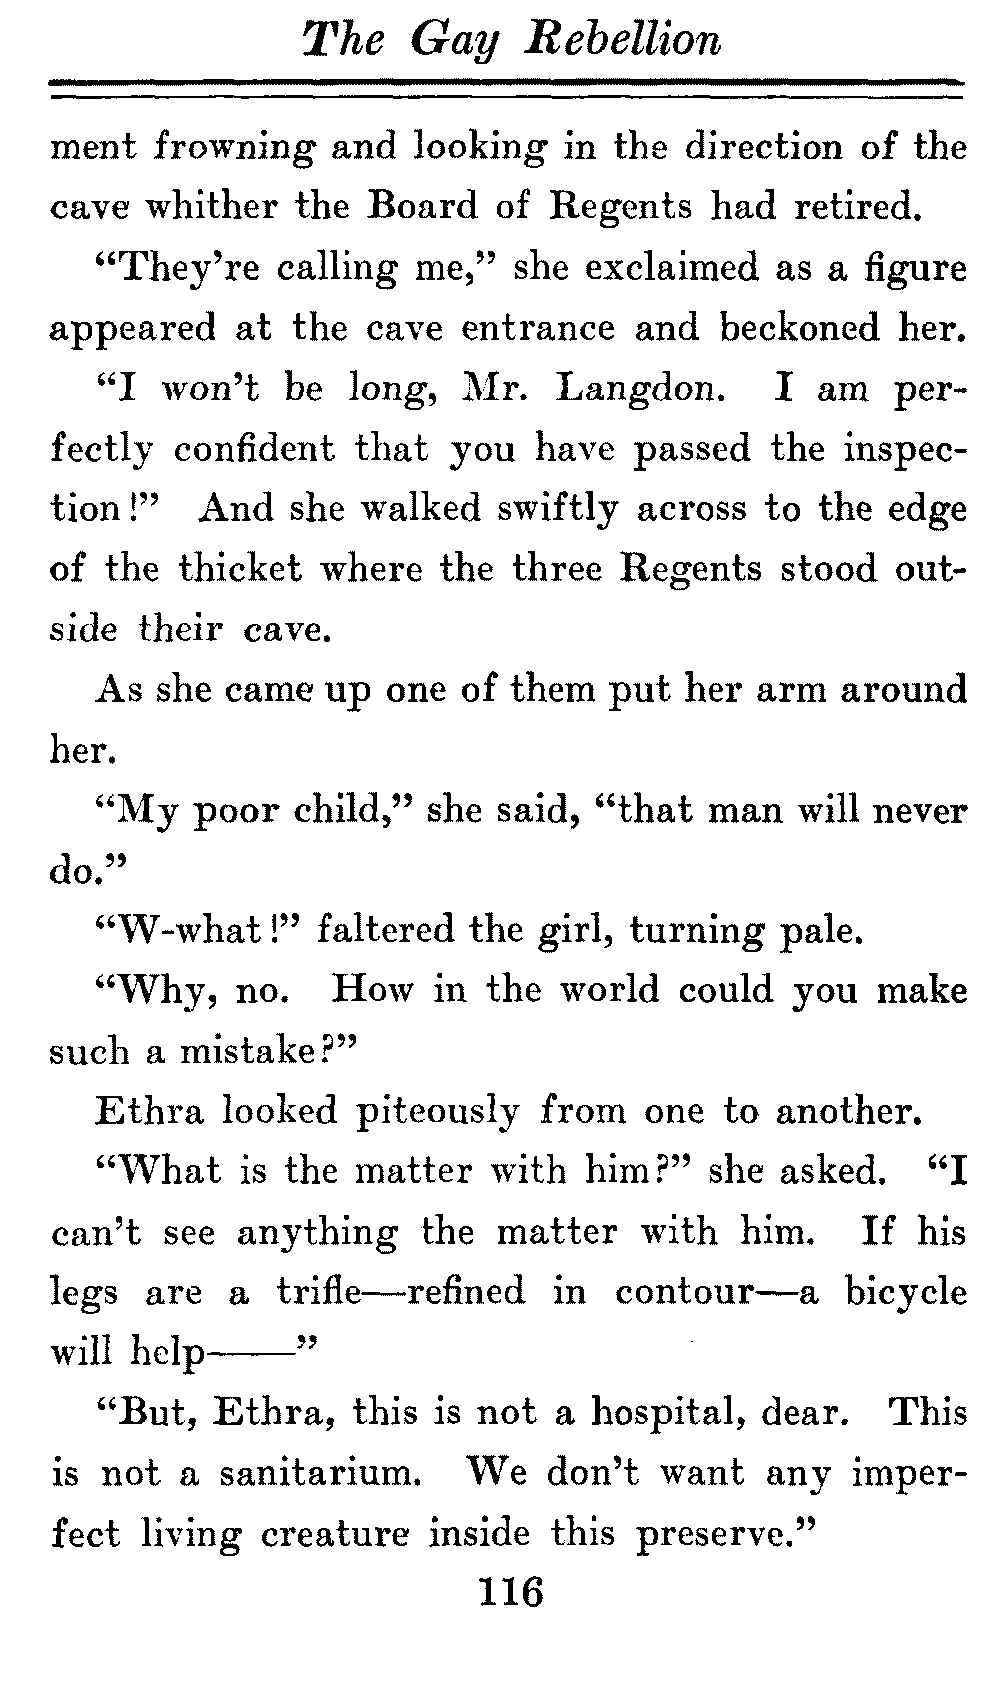 The Gay Rebellion
ment frowning and looking in the direction of the
cave whither the Board of Regents had retired.
“They’re calling me,” she exclaimed as a figure
appeared at the cave entrance and beckoned her.
“I won’t be long, Mr. Langdon. I am per-
fectly confident that you have passed the inspec-
tion!” And she walked swiftly across to the edge
of the thicket where the three Regents stood out-
side their cave.
As she came up one of them put her arm around
her.
“My poor child,” she said, “that man will never
do.”
“W-what!” faltered the girl, turning pale.
“Why, no. How in the world could you make
such a mistake?”
Ethra looked piteously from one to another.
“What is the matter with him?” she asked. “I
can’t see anything the matter with him. If his
legs are a trifle—refined in contour—a bicycle
will help——”
“But, Ethra, this is not a hospital, dear. This
is not a sanitarium. We don’t want any imper-
fect living creature inside this preserve.”
116